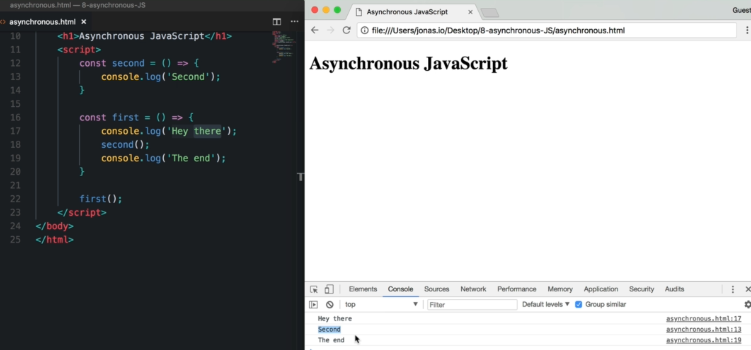 asynchronous.html — 8-asynchronous-JS
asynchronous.html ×
10 <h1>Asynchronous JavaScript</h1>
11 <script>
12 const second = () => {
13 console.log('Second');
14 }
15
16 const first = () => {
17 console.log('Hey there');
18 second();
19 console.log('The end');
20 }
21
22 first();
23 </script>
24 </body>
25 </html>
Asynchronous JavaScript ×
Guest
file:///Users/jonas.io/Desktop/8-asynchronous-JS/asynchronous.html
Asynchronous JavaScript
Elements Console Sources Network Performance Memory Application Security Audits
top Filter Default levels ▼ Group similar
Hey there asynchronous.html:17
Second asynchronous.html:13
The end asynchronous.html:19